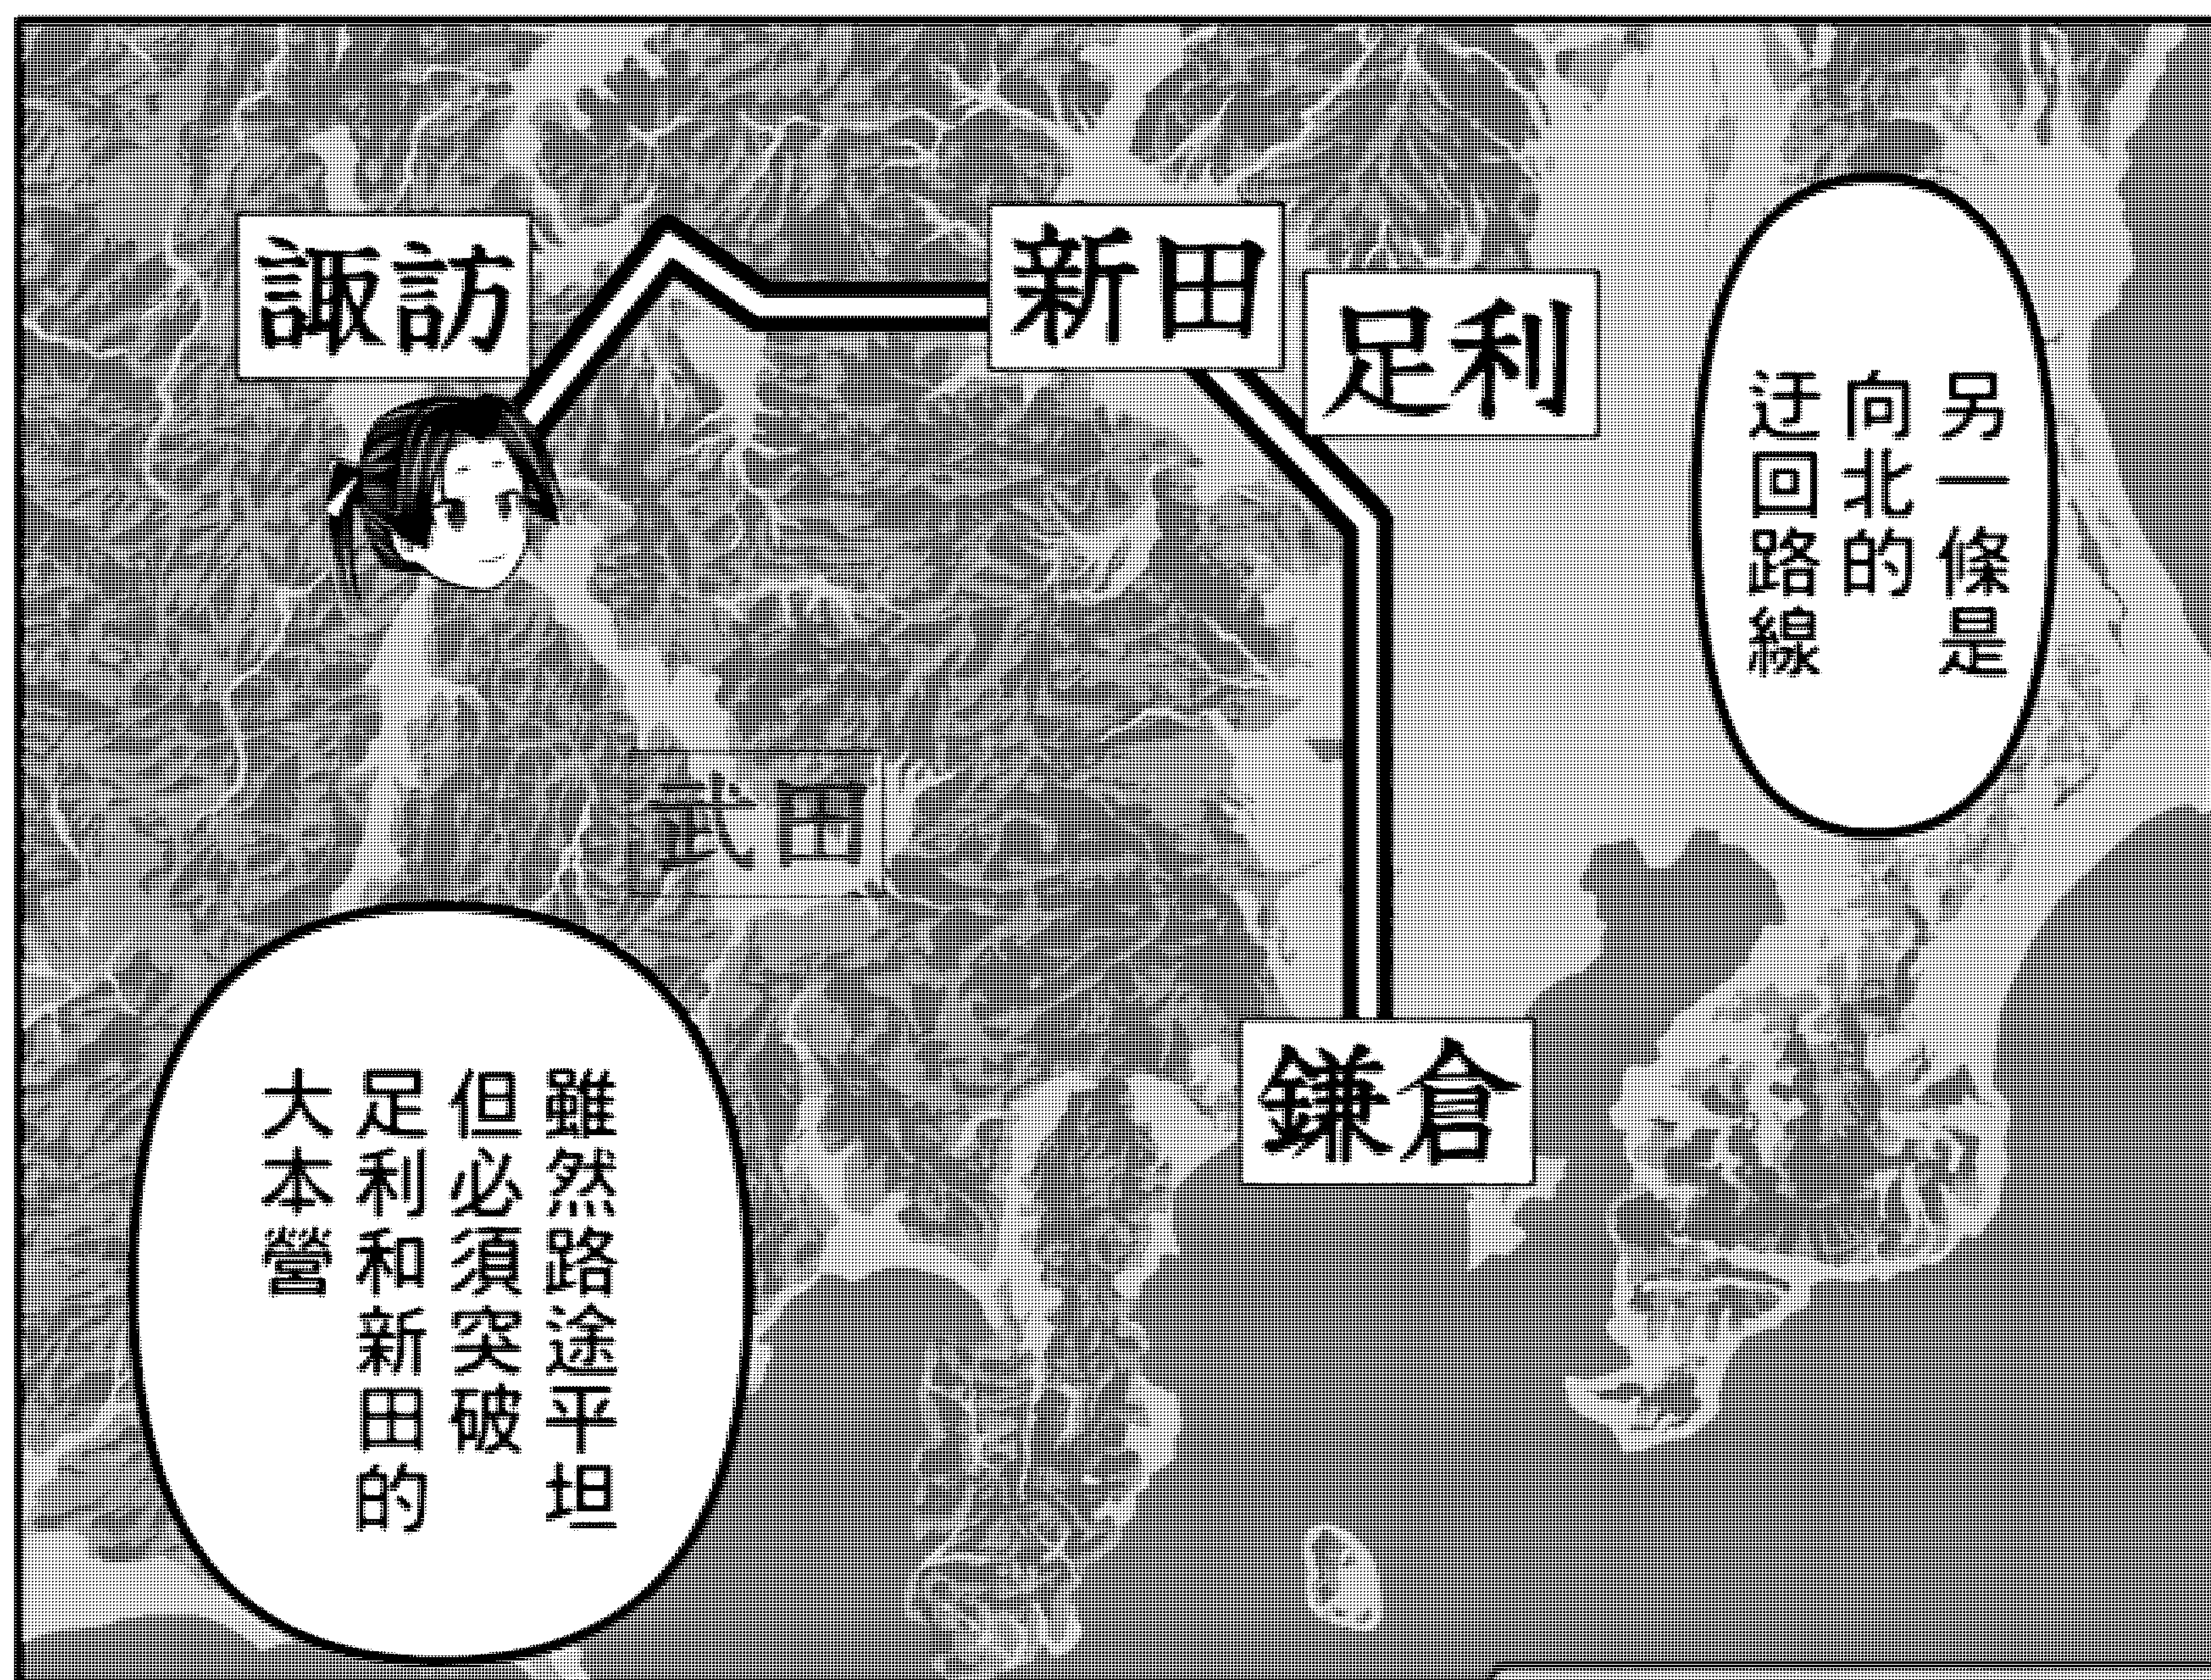 另一條是
向北的
迂回路線
諏訪
新田
足利
武田
鎌倉
雖然路途平坦
但必須突破
足利和新田的
大本營